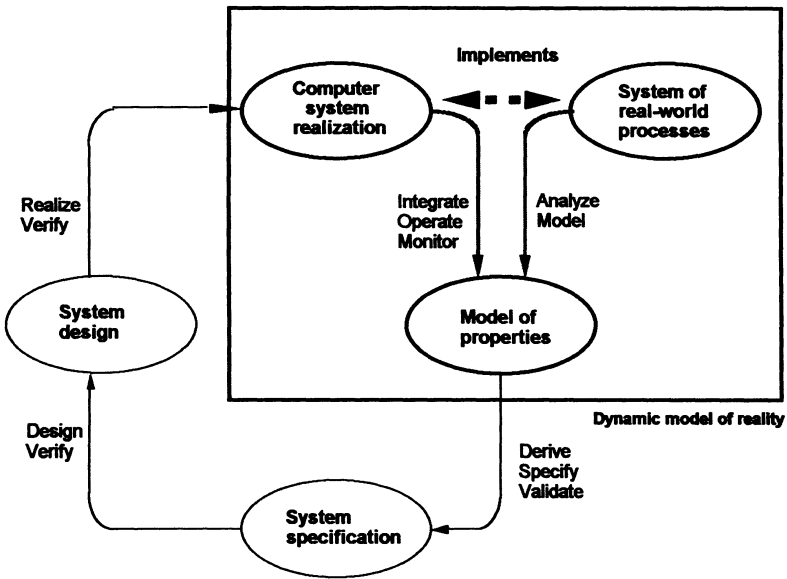 Implements
Computer
system
realization
System of
real-world
processes
Realize
Verify
Integrate
Operate
Monitor
Analyze
Model
System
design
Model of
properties
Dynamic model of reality
Design
Verify
Derive
Specify
Validate
System
specification